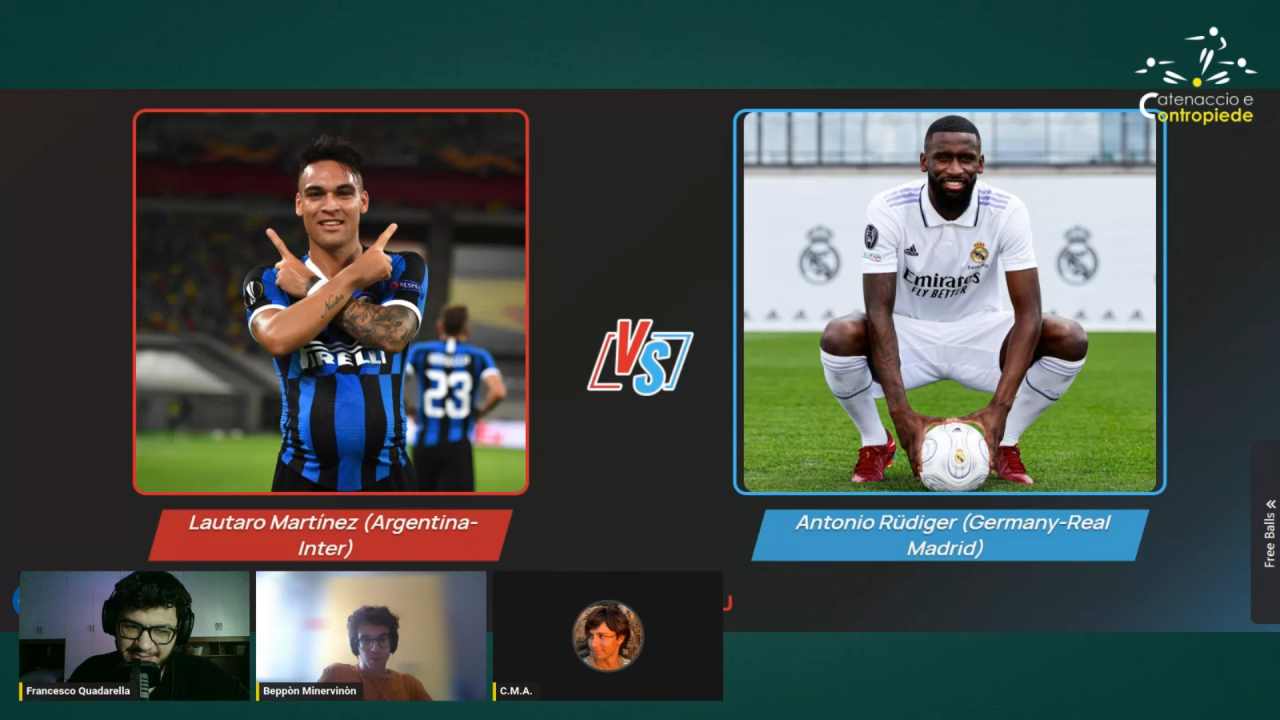 Catenaccio e
Contropiede
RESPEC
PIRELLI
23
Emirates
FLY BETTER
VS
Lautaro Martínez (Argentina-
Inter)
Antonio Rüdiger (Germany-Real
Madrid)
Free Balls
Francesco Quadarella
Beppòn Minervinòn
C.M.A.